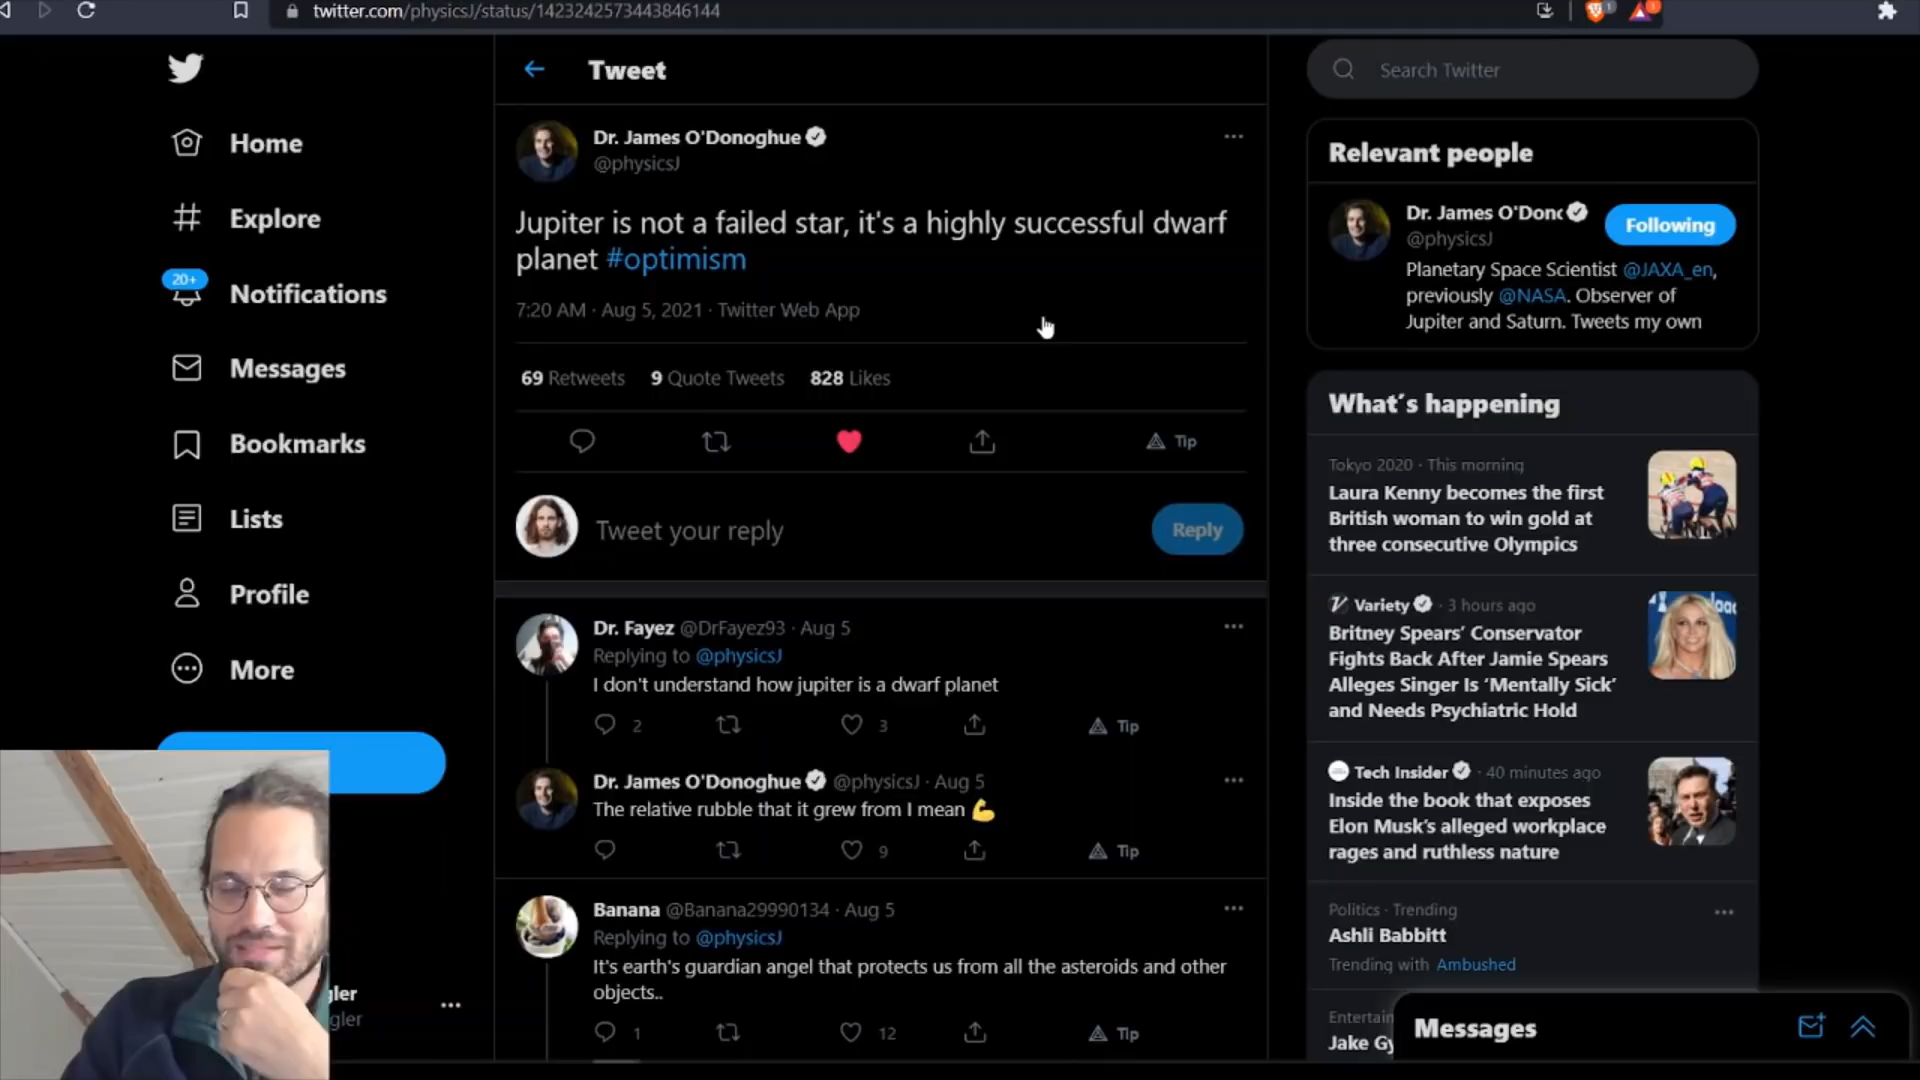 twitter.com/physicsJ/status/1423242573443846144
Home
Explore
20+
Notifications
Messages
Bookmarks
Lists
Profile
More
gler
gler
Tweet
Dr. James O'Donoghue
@physicsJ
Jupiter is not a failed star, it's a highly successful dwarf
planet #optimism
7:20 AM · Aug 5, 2021 · Twitter Web App
69 Retweets 9 Quote Tweets 828 Likes
Tip
Tweet your reply
Reply
Dr. Fayez @DrFayez93 · Aug 5
Replying to @physicsJ
I don't understand how jupiter is a dwarf planet
2 3 Tip
Dr. James O'Donoghue @physicsJ · Aug 5
The relative rubble that it grew from I mean 💪
9 Tip
Banana @Banana29990134 · Aug 5
Replying to @physicsJ
It's earth's guardian angel that protects us from all the asteroids and other
objects..
1 12 Tip
Search Twitter
Relevant people
Dr. James O'Dono
@physicsJ
Following
Planetary Space Scientist @JAXA_en,
previously @NASA. Observer of
Jupiter and Saturn. Tweets my own
What's happening
Tokyo 2020 · This morning
Laura Kenny becomes the first
British woman to win gold at
three consecutive Olympics
Variety · 3 hours ago
Britney Spears' Conservator
Fights Back After Jamie Spears
Alleges Singer Is 'Mentally Sick'
and Needs Psychiatric Hold
Tech Insider · 40 minutes ago
Inside the book that exposes
Elon Musk's alleged workplace
rages and ruthless nature
Politics · Trending
Ashli Babbitt
Trending with Ambushed
Entertain
Jake Gy
Messages